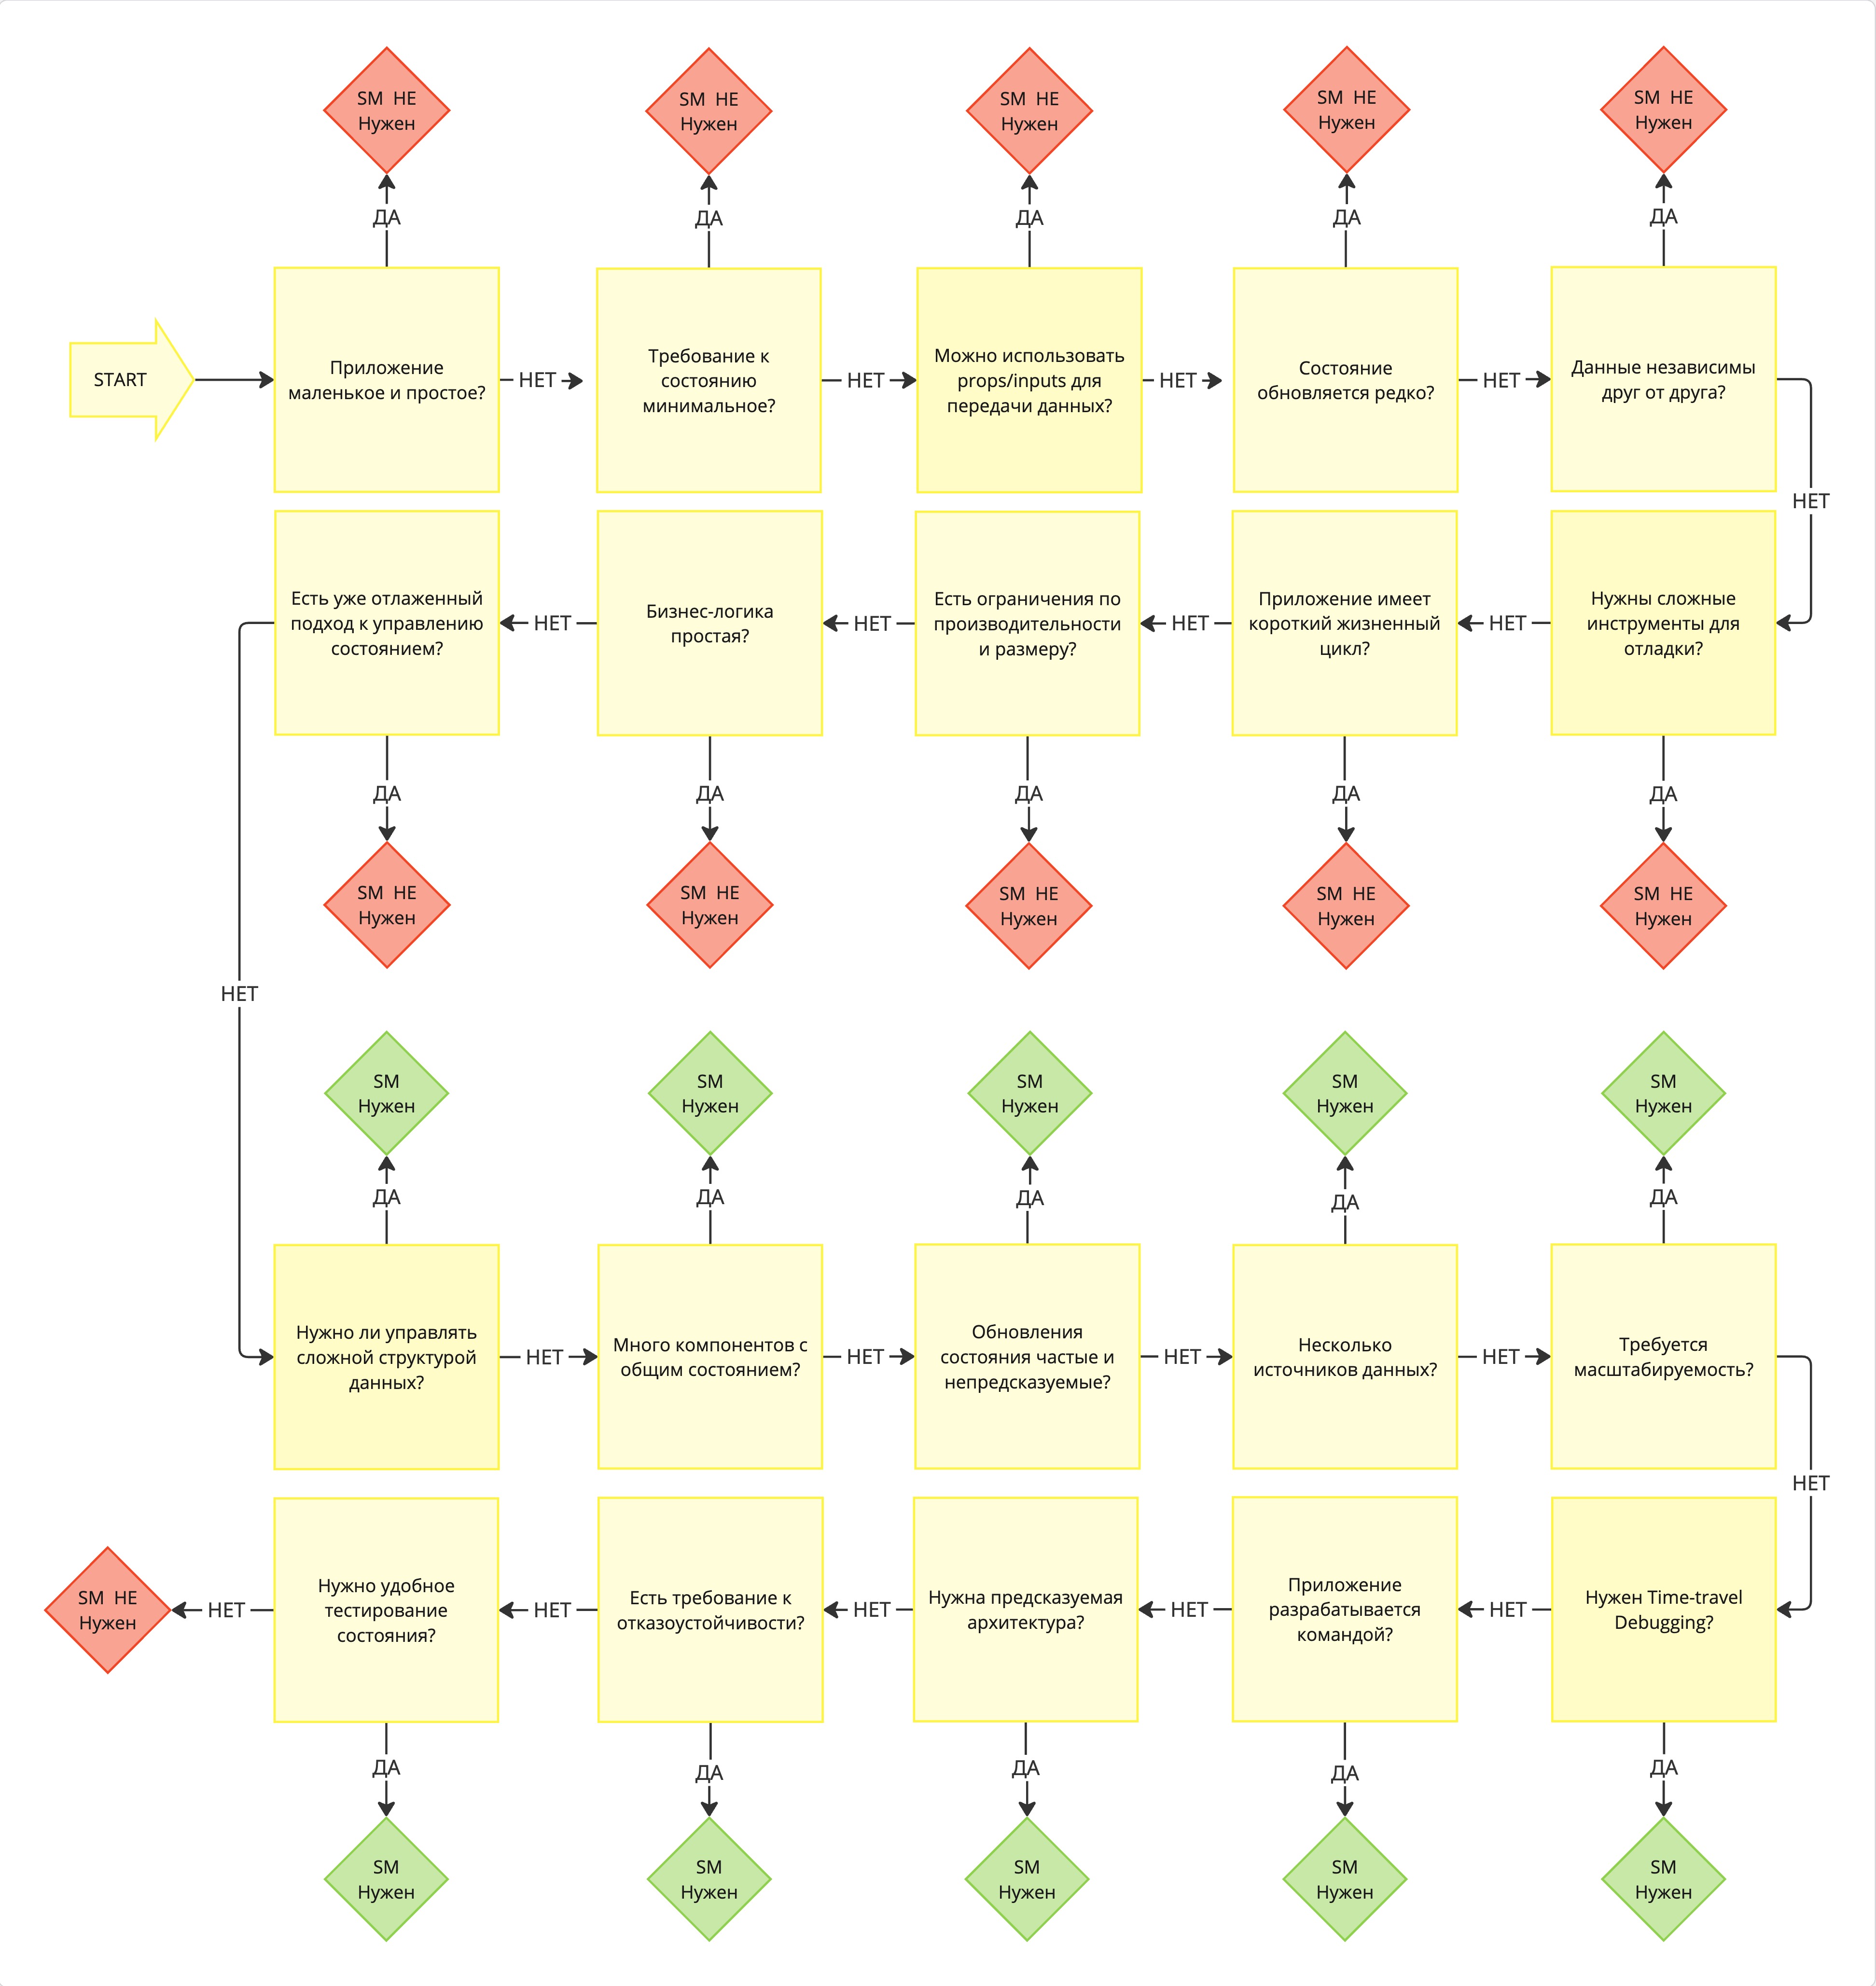 SM НЕ
Нужен
SM НЕ
Нужен
SM НЕ
Нужен
SM НЕ
Нужен
SM НЕ
Нужен
ДА
ДА
ДА
ДА
ДА
START
Приложение
маленькое и простое?
НЕТ
Требование к
состоянию
минимальное?
НЕТ
Можно использовать
props/inputs для
передачи данных?
НЕТ
Состояние
обновляется редко?
НЕТ
Данные независимы
друг от друга?
НЕТ
Нужны сложные
инструменты для
отладки?
НЕТ
Приложение имеет
короткий жизненный
цикл?
НЕТ
Есть ограничения по
производительности
и размеру?
НЕТ
Бизнес-логика
простая?
НЕТ
Есть уже отлаженный
подход к управлению
состоянием?
ДА
ДА
ДА
ДА
ДА
SM НЕ
Нужен
SM НЕ
Нужен
SM НЕ
Нужен
SM НЕ
Нужен
SM НЕ
Нужен
НЕТ
SM
Нужен
SM
Нужен
SM
Нужен
SM
Нужен
SM
Нужен
ДА
ДА
ДА
ДА
ДА
Нужно ли управлять
сложной структурой
данных?
НЕТ
Много компонентов с
общим состоянием?
НЕТ
Обновления
состояния частые и
непредсказуемые?
НЕТ
Несколько
источников данных?
НЕТ
Требуется
масштабируемость?
НЕТ
Нужен Time-travel
Debugging?
НЕТ
Приложение
разрабатывается
командой?
НЕТ
Нужна предсказуемая
архитектура?
НЕТ
Есть требование к
отказоустойчивости?
НЕТ
Нужно удобное
тестирование
состояния?
НЕТ
SM НЕ
Нужен
ДА
ДА
ДА
ДА
ДА
SM
Нужен
SM
Нужен
SM
Нужен
SM
Нужен
SM
Нужен